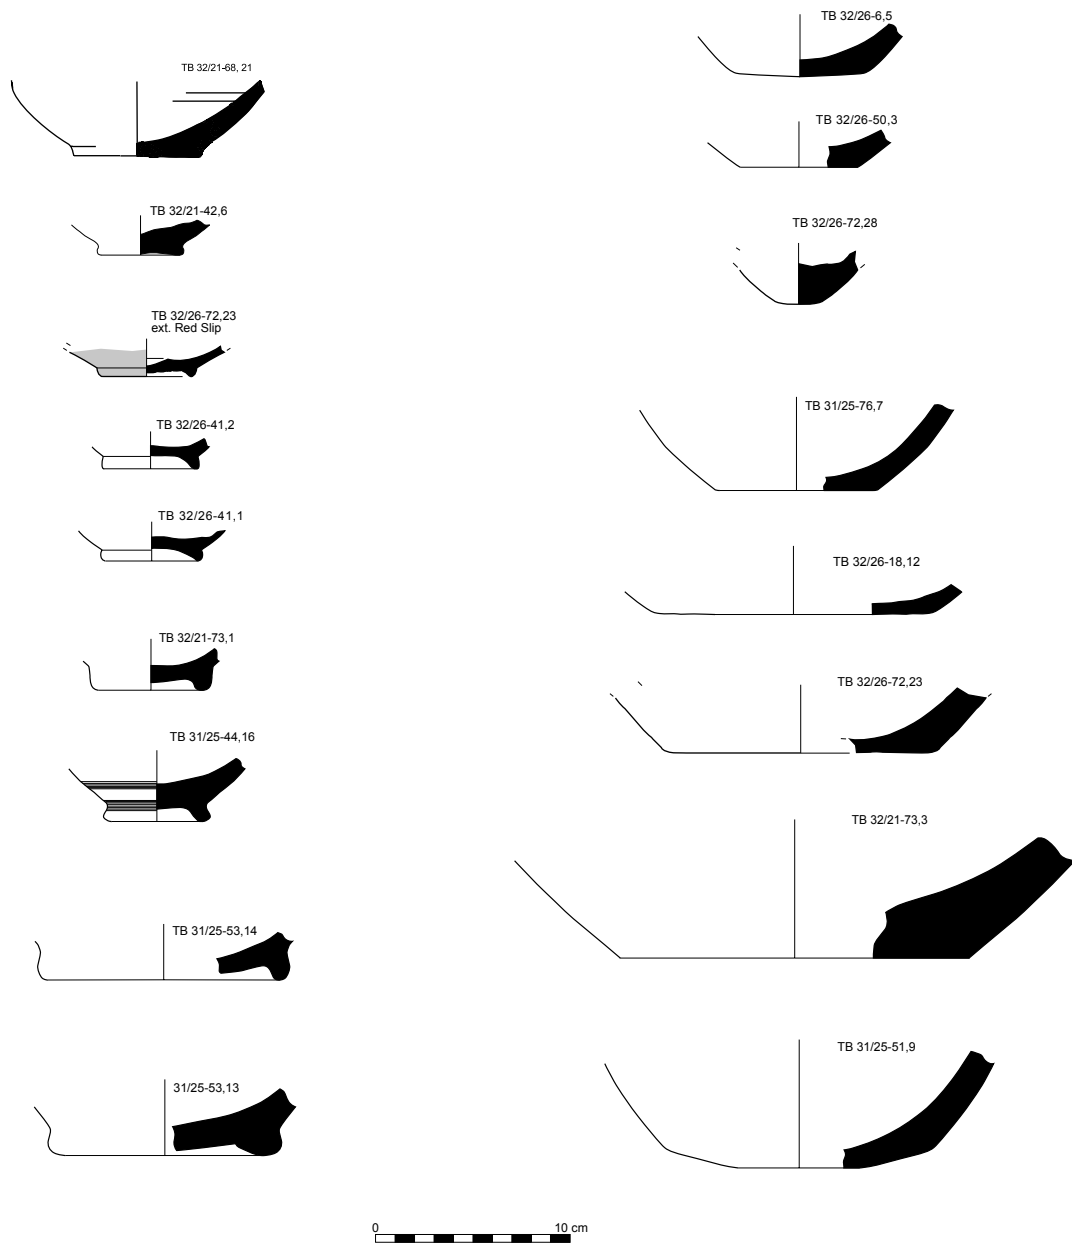 TB 32/21-68, 21
TB 32/21-42,6
TB 32/26-72,23
ext. Red Slip
TB 32/26-41,2
TB 32/26-41,1
TB 32/21-73,1
TB 31/25-44,16
TB 31/25-53,14
31/25-53,13
TB 32/26-6,5
TB 32/26-50,3
TB 32/26-72,28
TB 31/25-76,7
TB 32/26-18,12
TB 32/26-72,23
TB 32/21-73,3
TB 31/25-51,9
0 10 cm